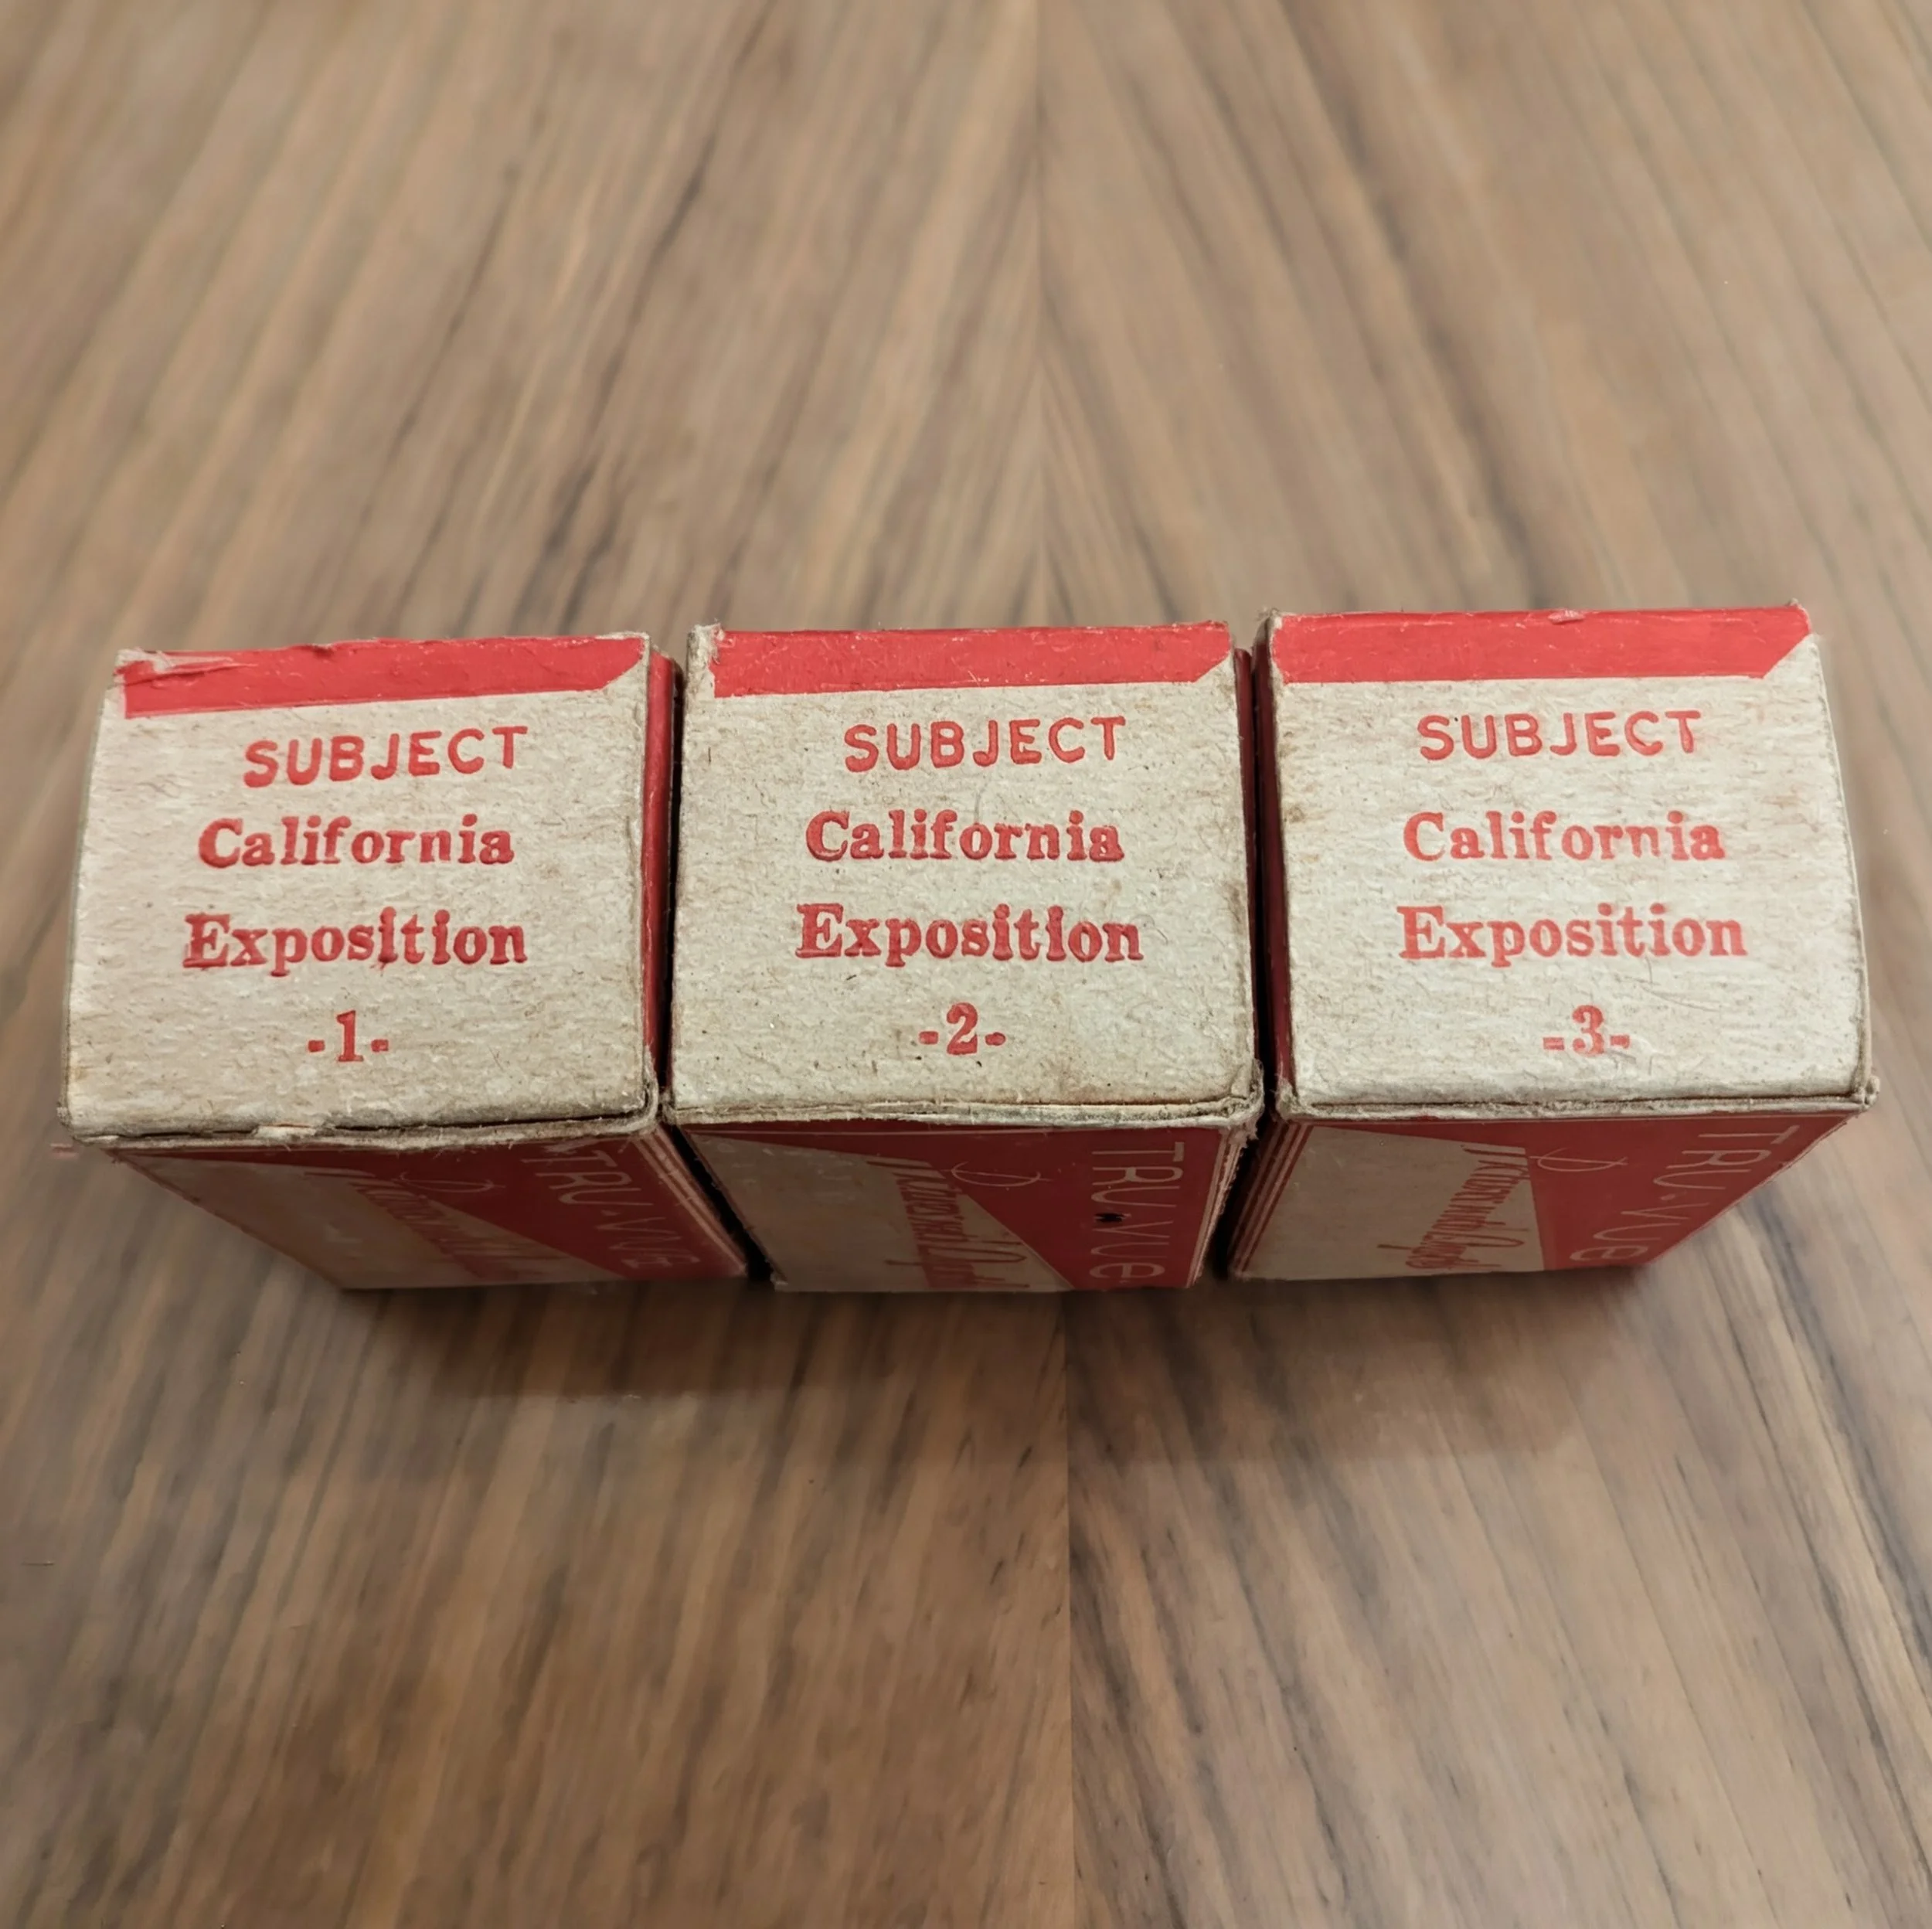 SUBJECT
California
Exposition
-1-
SUBJECT
California
Exposition
-2-
SUBJECT
California
Exposition
-3-
TRU-VUE
TRU-VUE
TRU-VUE